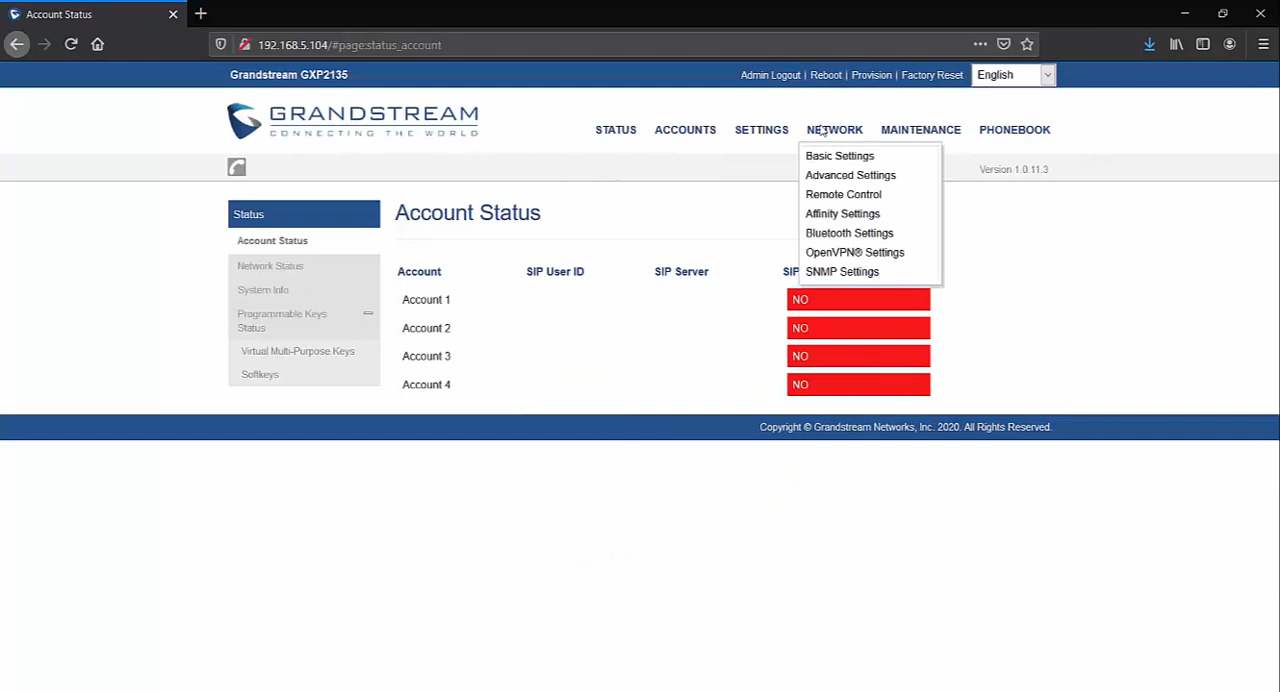 Account Status
192.168.5.104/#page:status_account
Grandstream GXP2135
Admin Logout | Reboot | Provision | Factory Reset
English
GRANDSTREAM
CONNECTING THE WORLD
STATUS ACCOUNTS SETTINGS NETWORK MAINTENANCE PHONEBOOK
Basic Settings
Advanced Settings
Remote Control
Affinity Settings
Bluetooth Settings
OpenVPN® Settings
SNMP Settings
Version 1.0.11.3
Status
Account Status
Network Status
System Info
Programmable Keys
Status
Virtual Multi-Purpose Keys
Softkeys
Account Status
Account SIP User ID SIP Server SIP
Account 1 NO
Account 2 NO
Account 3 NO
Account 4 NO
Copyright © Grandstream Networks, Inc. 2020. All Rights Reserved.